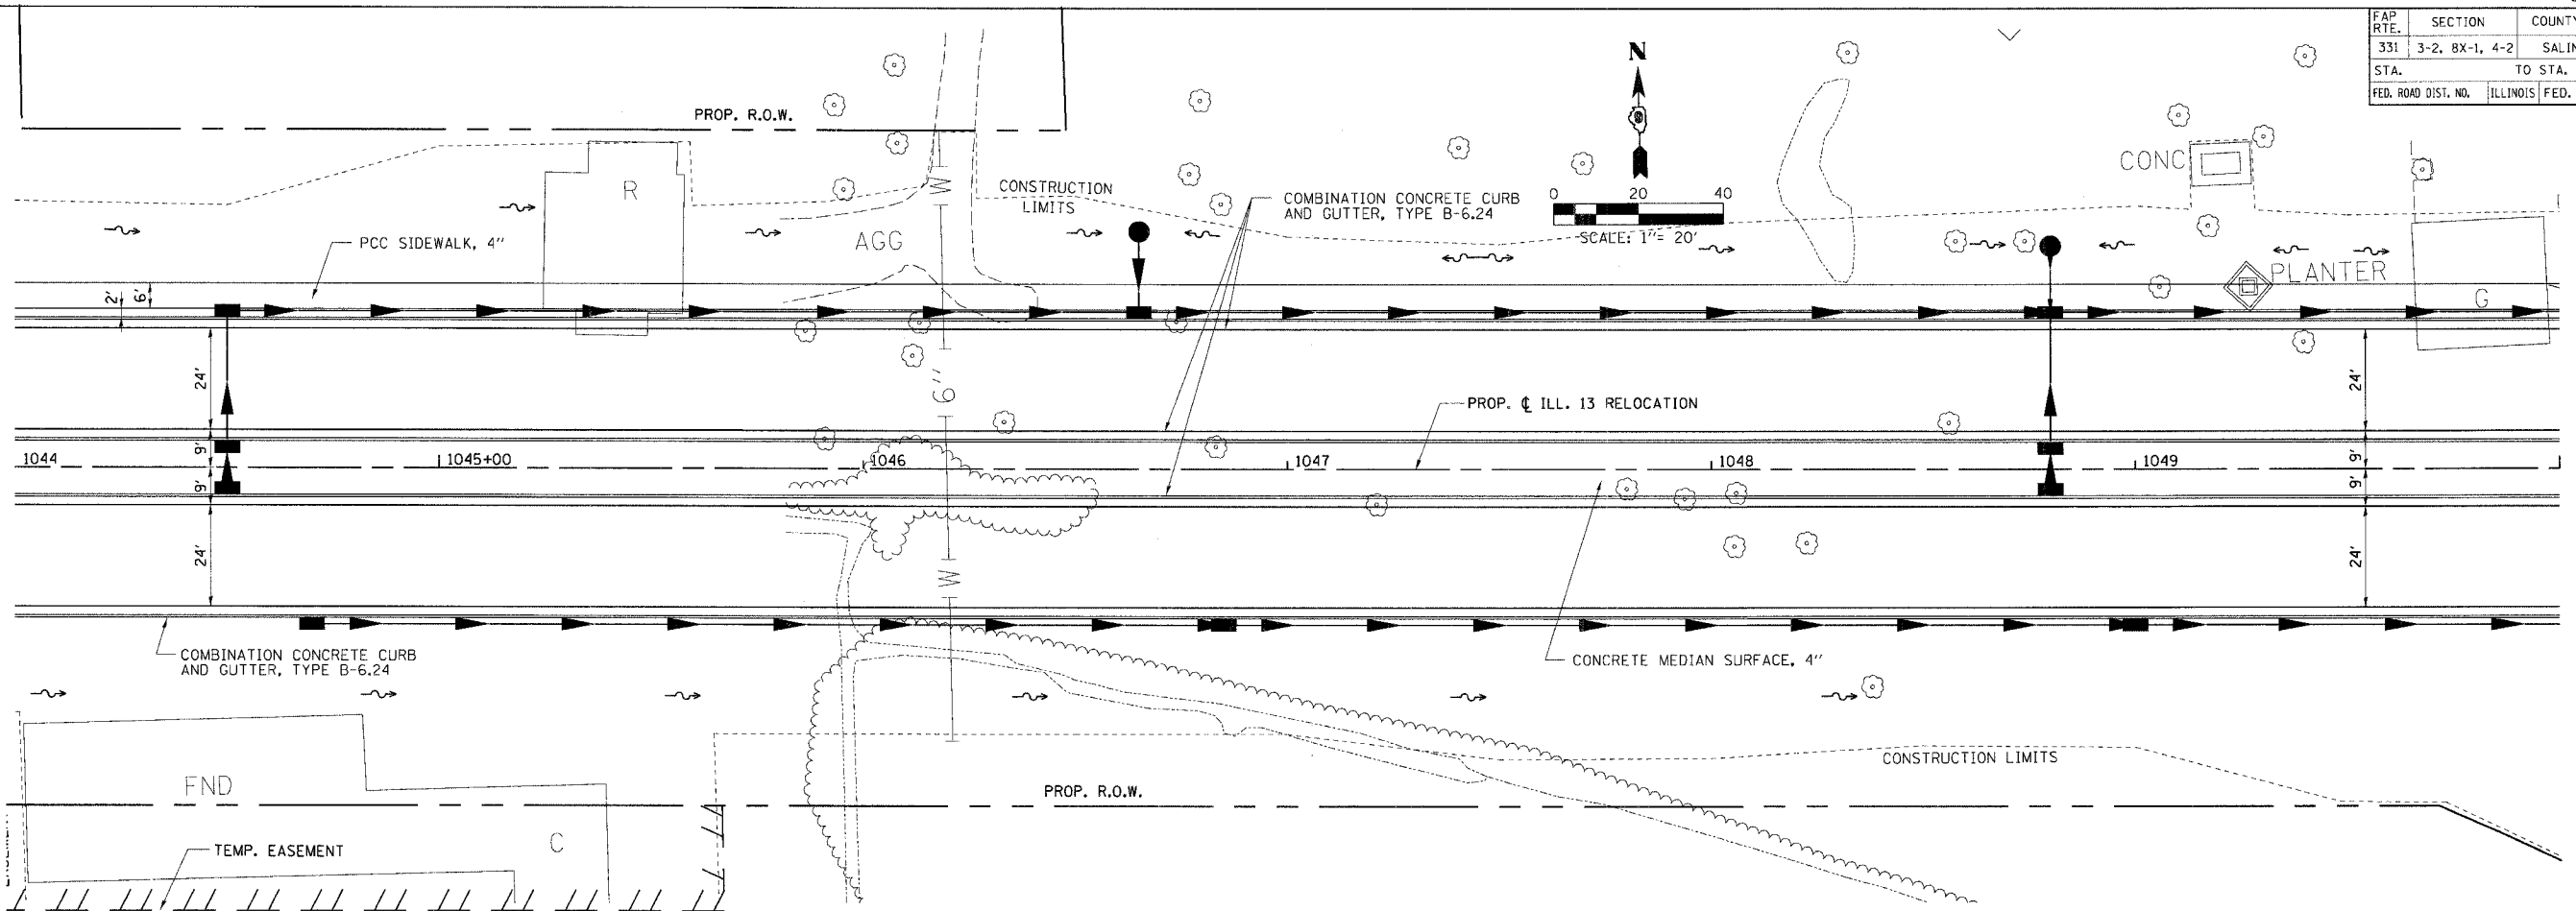 FAP RTE. SECTION COUNTY
331 3-2, 8X-1, 4-2 SALIN
STA. TO STA.
FED. ROAD DIST. NO. ILLINOIS FED.
N
PROP. R.O.W.
CONC
R
CONSTRUCTION
LIMITS
W
COMBINATION CONCRETE CURB
AND GUTTER, TYPE B-6.24
0 20 40
SCALE: 1"= 20'
PCC SIDEWALK, 4"
AGG
PLANTER
G
2'
6'
24'
24'
6"
PROP. ℄ ILL. 13 RELOCATION
9'
9'
1044 1045+00 1046 1047 1048 1049
9'
9'
24'
24'
W
COMBINATION CONCRETE CURB
AND GUTTER, TYPE B-6.24
CONCRETE MEDIAN SURFACE, 4"
CONSTRUCTION LIMITS
FND
PROP. R.O.W.
C
TEMP. EASEMENT